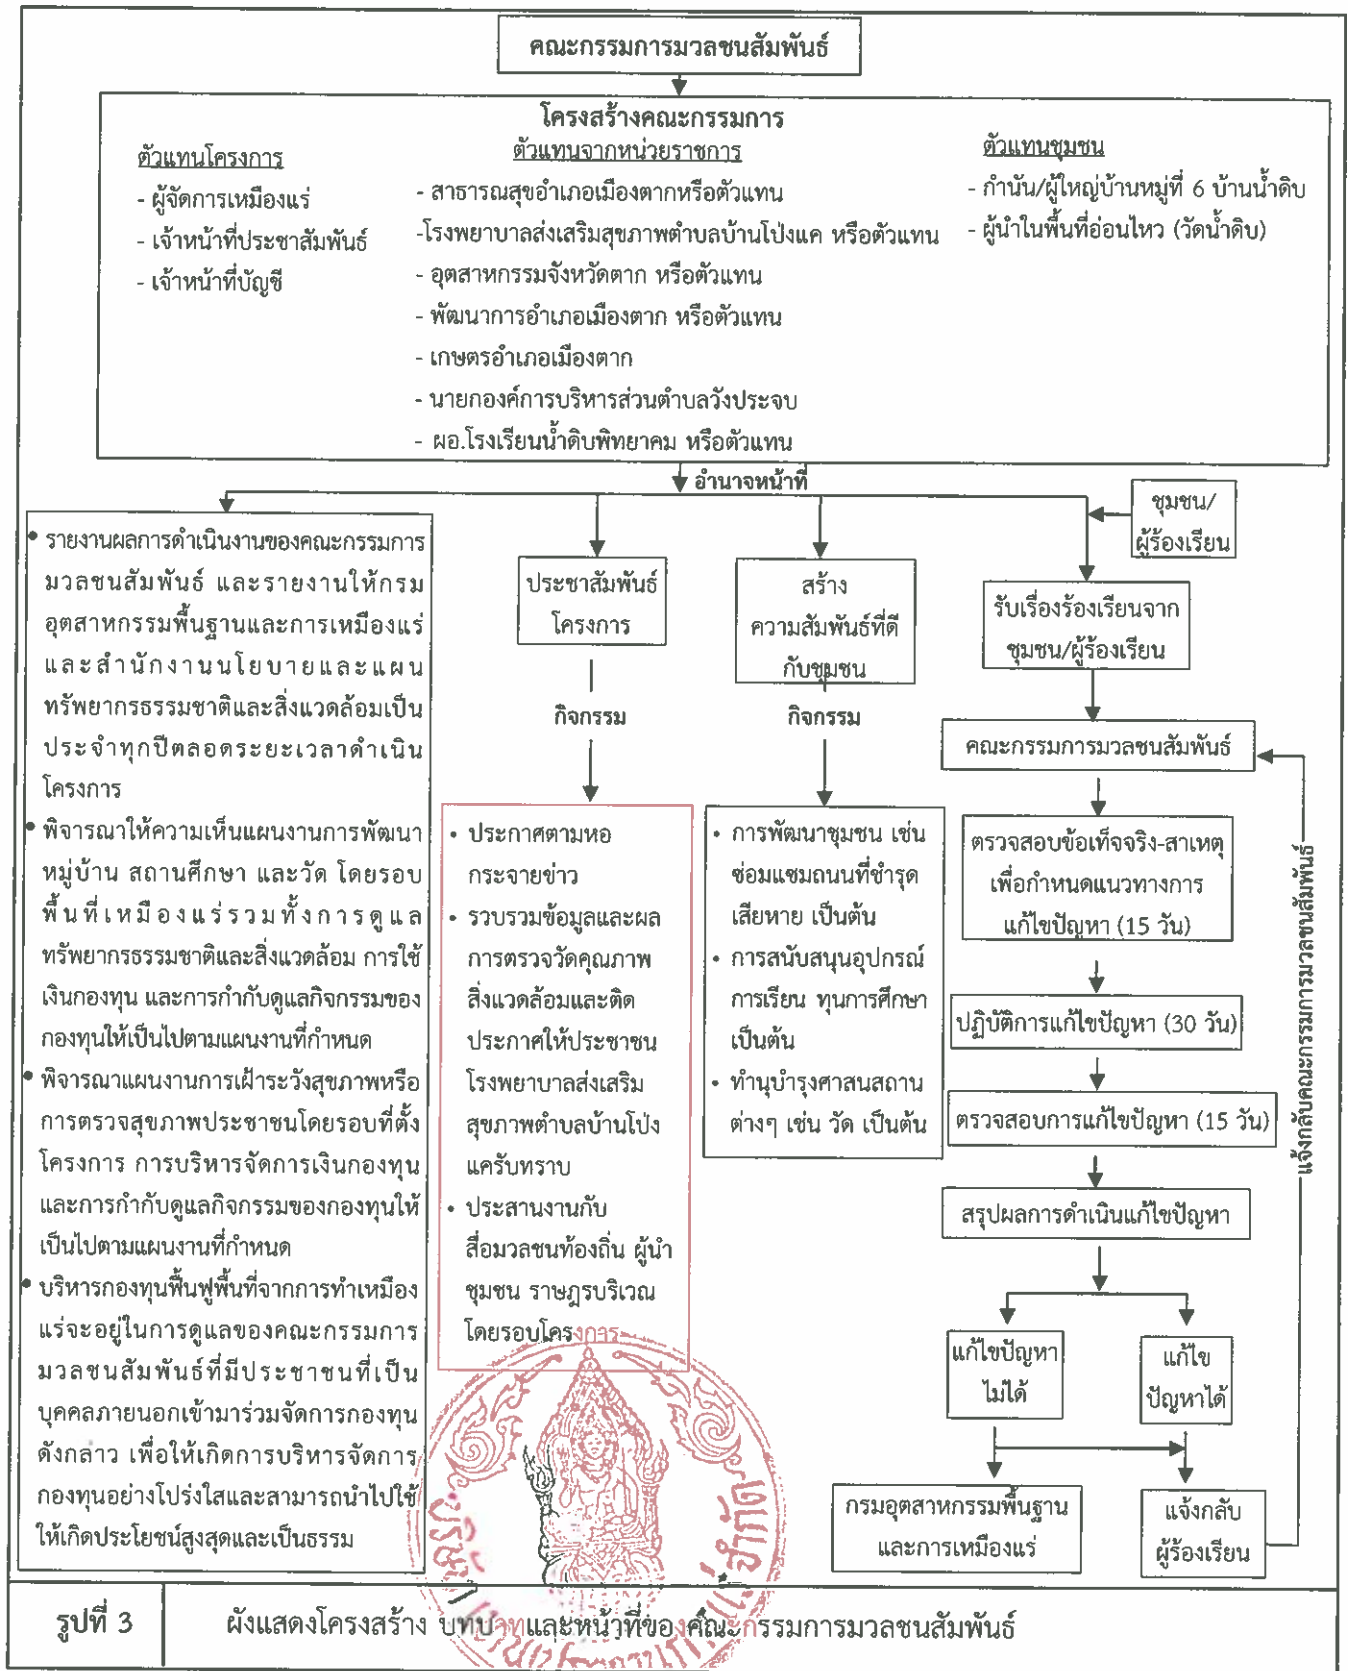 คณะกรรมการมวลชนสัมพันธ์
โครงสร้างคณะกรรมการ
ตัวแทนโครงการ
- ผู้จัดการเหมืองแร่
- เจ้าหน้าที่ประชาสัมพันธ์
- เจ้าหน้าที่บัญชี
ตัวแทนจากหน่วยราชการ
- สาธารณสุขอำเภอเมืองตากหรือตัวแทน
-โรงพยาบาลส่งเสริมสุขภาพตำบลบ้านโป่งแค หรือตัวแทน
- อุตสาหกรรมจังหวัดตาก หรือตัวแทน
- พัฒนาการอำเภอเมืองตาก หรือตัวแทน
- เกษตรอำเภอเมืองตาก
- นายกองค์การบริหารส่วนตำบลวังประจบ
- ผอ.โรงเรียนน้ำดิบพิทยาคม หรือตัวแทน
ตัวแทนชุมชน
- กำนัน/ผู้ใหญ่บ้านหมู่ที่ 6 บ้านน้ำดิบ
- ผู้นำในพื้นที่อ่อนไหว (วัดน้ำดิบ)
อำนาจหน้าที่
• รายงานผลการดำเนินงานของคณะกรรมการ
มวลชนสัมพันธ์ และรายงานให้กรม
อุตสาหกรรมพื้นฐานและการเหมืองแร่
และสำนักงานนโยบายและแผน
ทรัพยากรธรรมชาติและสิ่งแวดล้อมเป็น
ประจำทุกปีตลอดระยะเวลาดำเนิน
โครงการ
• พิจารณาให้ความเห็นแผนงานการพัฒนา
หมู่บ้าน สถานศึกษา และวัด โดยรอบ
พื้นที่เหมืองแร่รวมทั้งการดูแล
ทรัพยากรธรรมชาติและสิ่งแวดล้อม การใช้
เงินกองทุน และการกำกับดูแลกิจกรรมของ
กองทุนให้เป็นไปตามแผนงานที่กำหนด
• พิจารณาแผนงานการเฝ้าระวังสุขภาพหรือ
การตรวจสุขภาพประชาชนโดยรอบที่ตั้ง
โครงการ การบริหารจัดการเงินกองทุน
และการกำกับดูแลกิจกรรมของกองทุนให้
เป็นไปตามแผนงานที่กำหนด
• บริหารกองทุนฟื้นฟูพื้นที่จากการทำเหมือง
แร่จะอยู่ในการดูแลของคณะกรรมการ
มวลชนสัมพันธ์ที่มีประชาชนที่เป็น
บุคคลภายนอกเข้ามาร่วมจัดการกองทุน
ดังกล่าว เพื่อให้เกิดการบริหารจัดการ
กองทุนอย่างโปร่งใสและสามารถนำไปใช้
ให้เกิดประโยชน์สูงสุดและเป็นธรรม
ประชาสัมพันธ์
โครงการ
กิจกรรม
• ประกาศตามหอ
กระจายข่าว
• รวบรวมข้อมูลและผล
การตรวจวัดคุณภาพ
สิ่งแวดล้อมและติด
ประกาศให้ประชาชน
โรงพยาบาลส่งเสริม
สุขภาพตำบลบ้านโป่ง
แครับทราบ
• ประสานงานกับ
สื่อมวลชนท้องถิ่น ผู้นำ
ชุมชน ราษฎรบริเวณ
โดยรอบโครงการ
สร้าง
ความสัมพันธ์ที่ดี
กับชุมชน
กิจกรรม
• การพัฒนาชุมชน เช่น
ซ่อมแซมถนนที่ชำรุด
เสียหาย เป็นต้น
• การสนับสนุนอุปกรณ์
การเรียน ทุนการศึกษา
เป็นต้น
• ทำนุบำรุงศาสนสถาน
ต่างๆ เช่น วัด เป็นต้น
ชุมชน/
ผู้ร้องเรียน
รับเรื่องร้องเรียนจาก
ชุมชน/ผู้ร้องเรียน
คณะกรรมการมวลชนสัมพันธ์
ตรวจสอบข้อเท็จจริง-สาเหตุ
เพื่อกำหนดแนวทางการ
แก้ไขปัญหา (15 วัน)
ปฏิบัติการแก้ไขปัญหา (30 วัน)
ตรวจสอบการแก้ไขปัญหา (15 วัน)
สรุปผลการดำเนินแก้ไขปัญหา
แก้ไขปัญหา
ไม่ได้
แก้ไข
ปัญหาได้
กรมอุตสาหกรรมพื้นฐาน
และการเหมืองแร่
แจ้งกลับ
ผู้ร้องเรียน
แจ้งกลับคณะกรรมการมวลชนสัมพันธ์
รูปที่ 3
ผังแสดงโครงสร้าง บทบาทและหน้าที่ของคณะกรรมการมวลชนสัมพันธ์
จำกัด